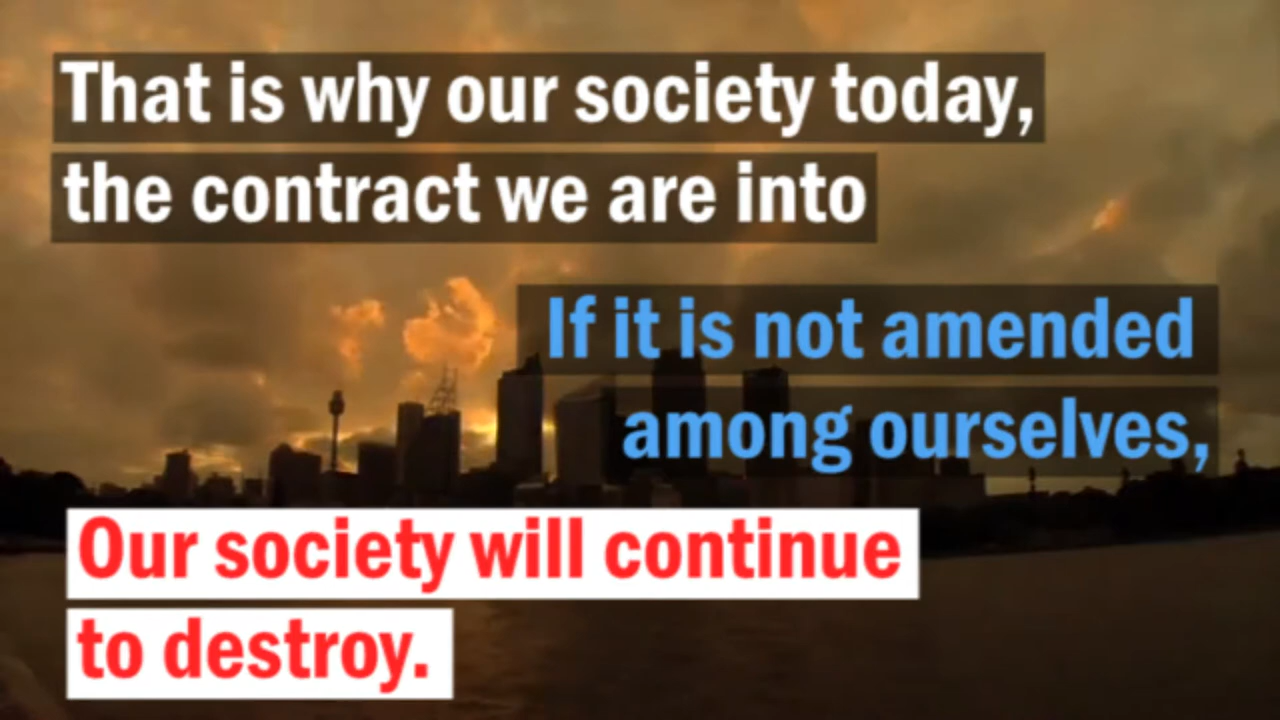 That is why our society today,
the contract we are into
If it is not amended
among ourselves,
Our society will continue
to destroy.